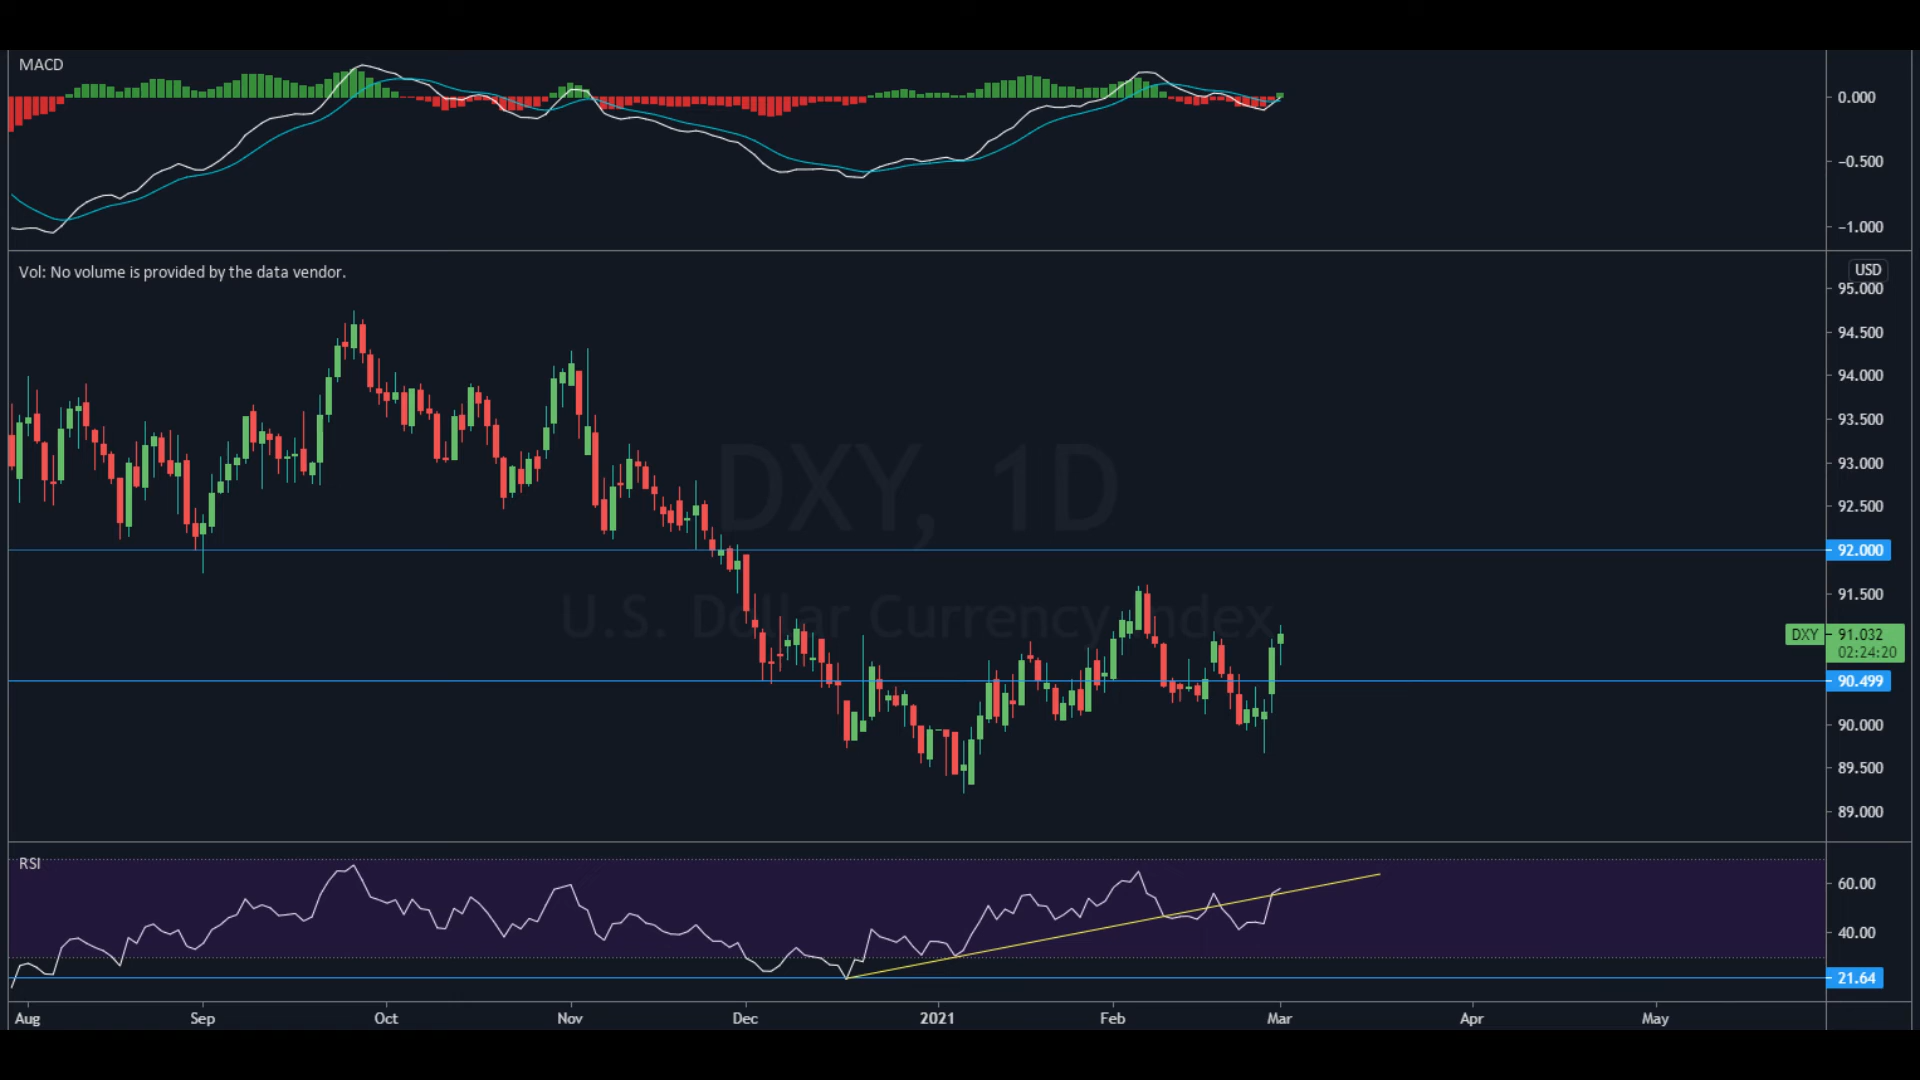 MACD
0.000
−0.500
−1.000
Vol: No volume is provided by the data vendor.
USD
95.000
94.500
94.000
93.500
93.000
92.500
92.000
91.500
DXY 91.032
02:24:20
90.499
90.000
89.500
89.000
DXY, 1D
U.S. Dollar Currency Index
RSI
60.00
40.00
21.64
Aug Sep Oct Nov Dec 2021 Feb Mar Apr May